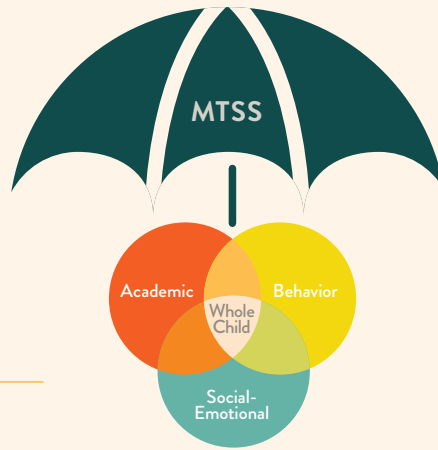 MTSS
Academic
Behavior
Whole
Child
Social-
Emotional